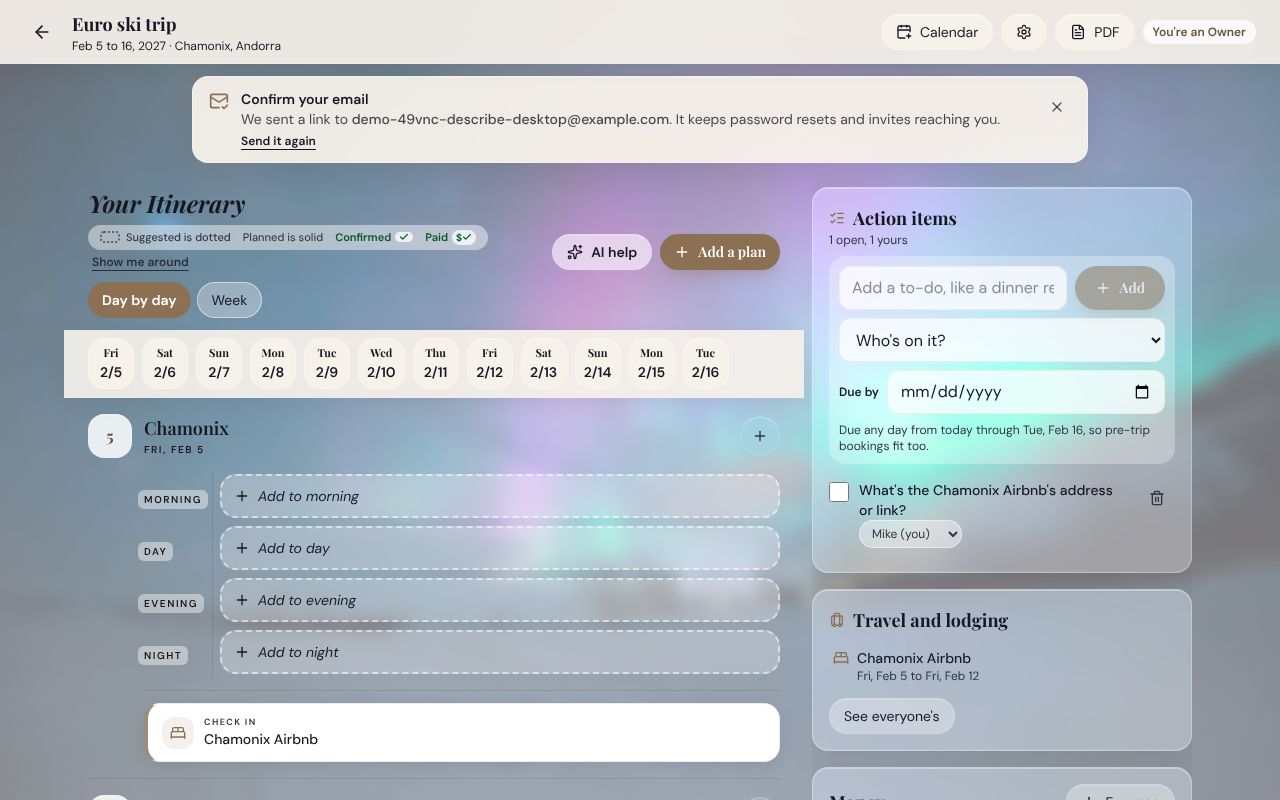 Euro ski trip
Feb 5 to 16, 2027 · Chamonix, Andorra
Calendar
PDF
You're an Owner
Confirm your email
We sent a link to demo-49vnc-describe-desktop@example.com. It keeps password resets and invites reaching you.
Send it again
Your Itinerary
Suggested is dotted Planned is solid Confirmed Paid $
Show me around
AI help
Add a plan
Day by day
Week
Fri Sat Sun Mon Tue Wed Thu Fri Sat Sun Mon Tue
2/5 2/6 2/7 2/8 2/9 2/10 2/11 2/12 2/13 2/14 2/15 2/16
5
Chamonix
FRI, FEB 5
MORNING
Add to morning
DAY
Add to day
EVENING
Add to evening
NIGHT
Add to night
CHECK IN
Chamonix Airbnb
Action items
1 open, 1 yours
Add a to-do, like a dinner re
Add
Who's on it?
Due by mm/dd/yyyy
Due any day from today through Tue, Feb 16, so pre-trip
bookings fit too.
What's the Chamonix Airbnb's address
or link?
Mike (you)
Travel and lodging
Chamonix Airbnb
Fri, Feb 5 to Fri, Feb 12
See everyone's